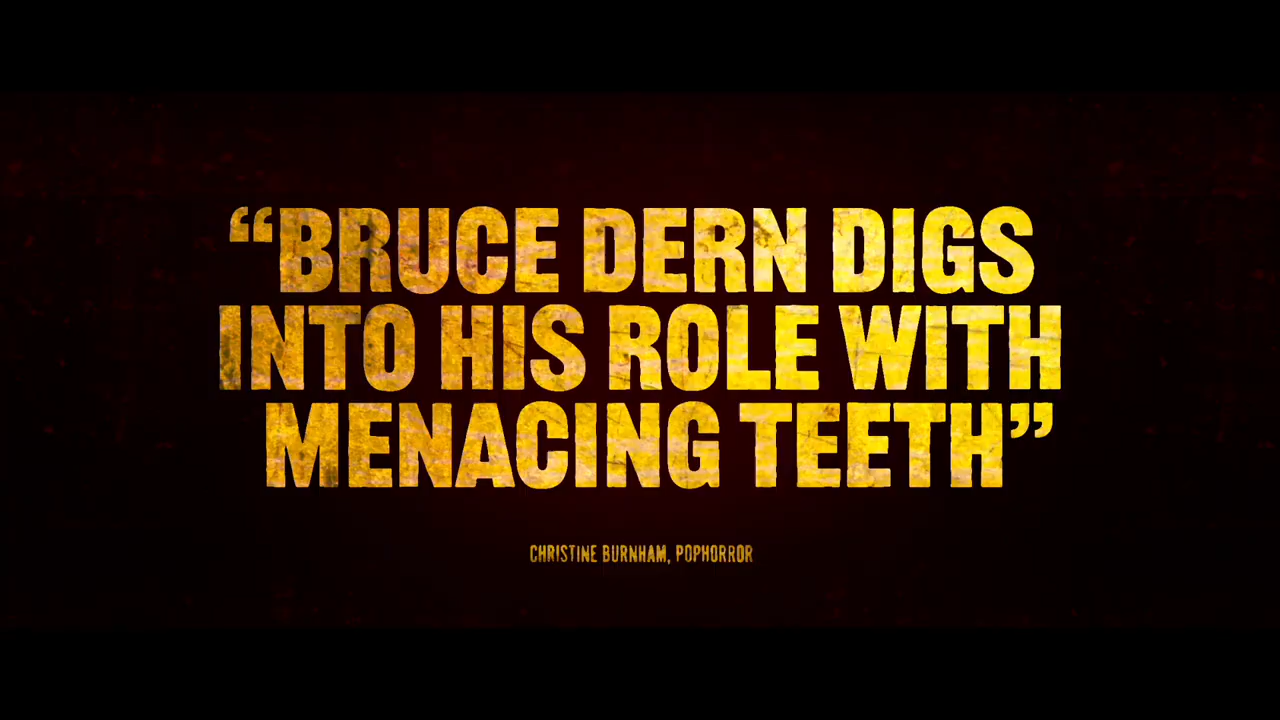 “BRUCE DERN DIGS
INTO HIS ROLE WITH
MENACING TEETH”
CHRISTINE BURNHAM, POPHORROR